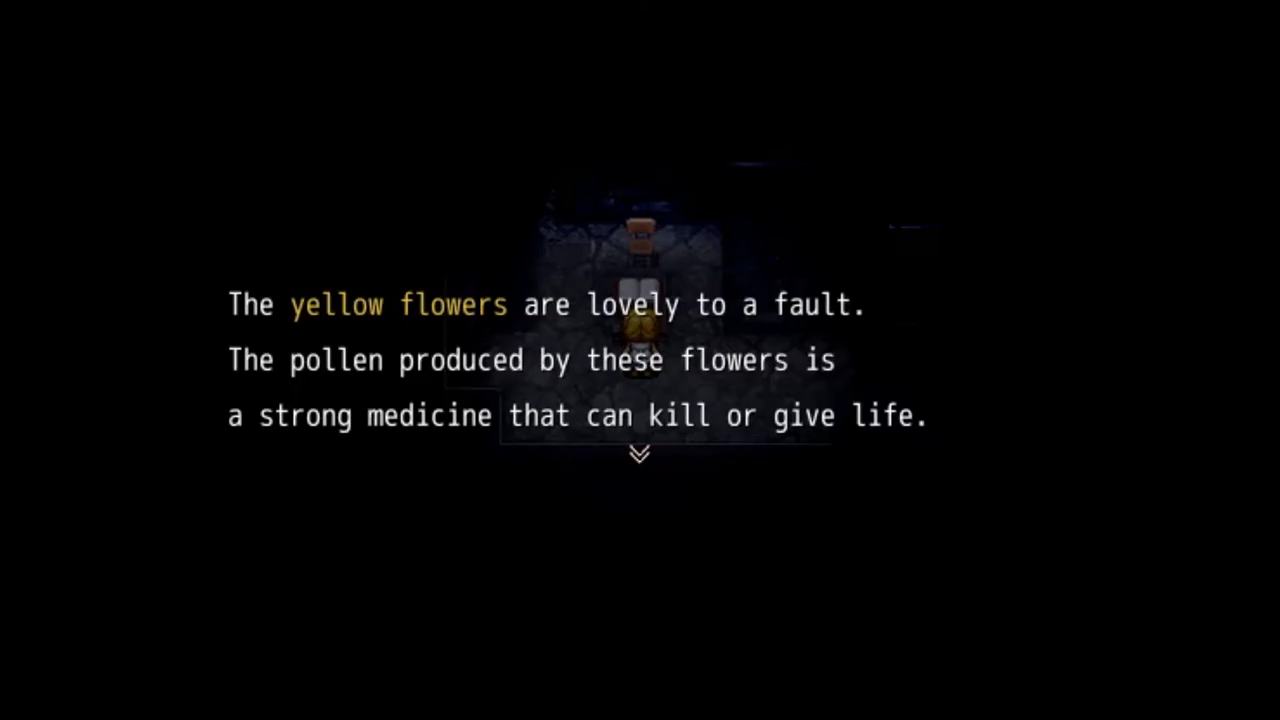 The yellow flowers are lovely to a fault.
The pollen produced by these flowers is
a strong medicine that can kill or give life.